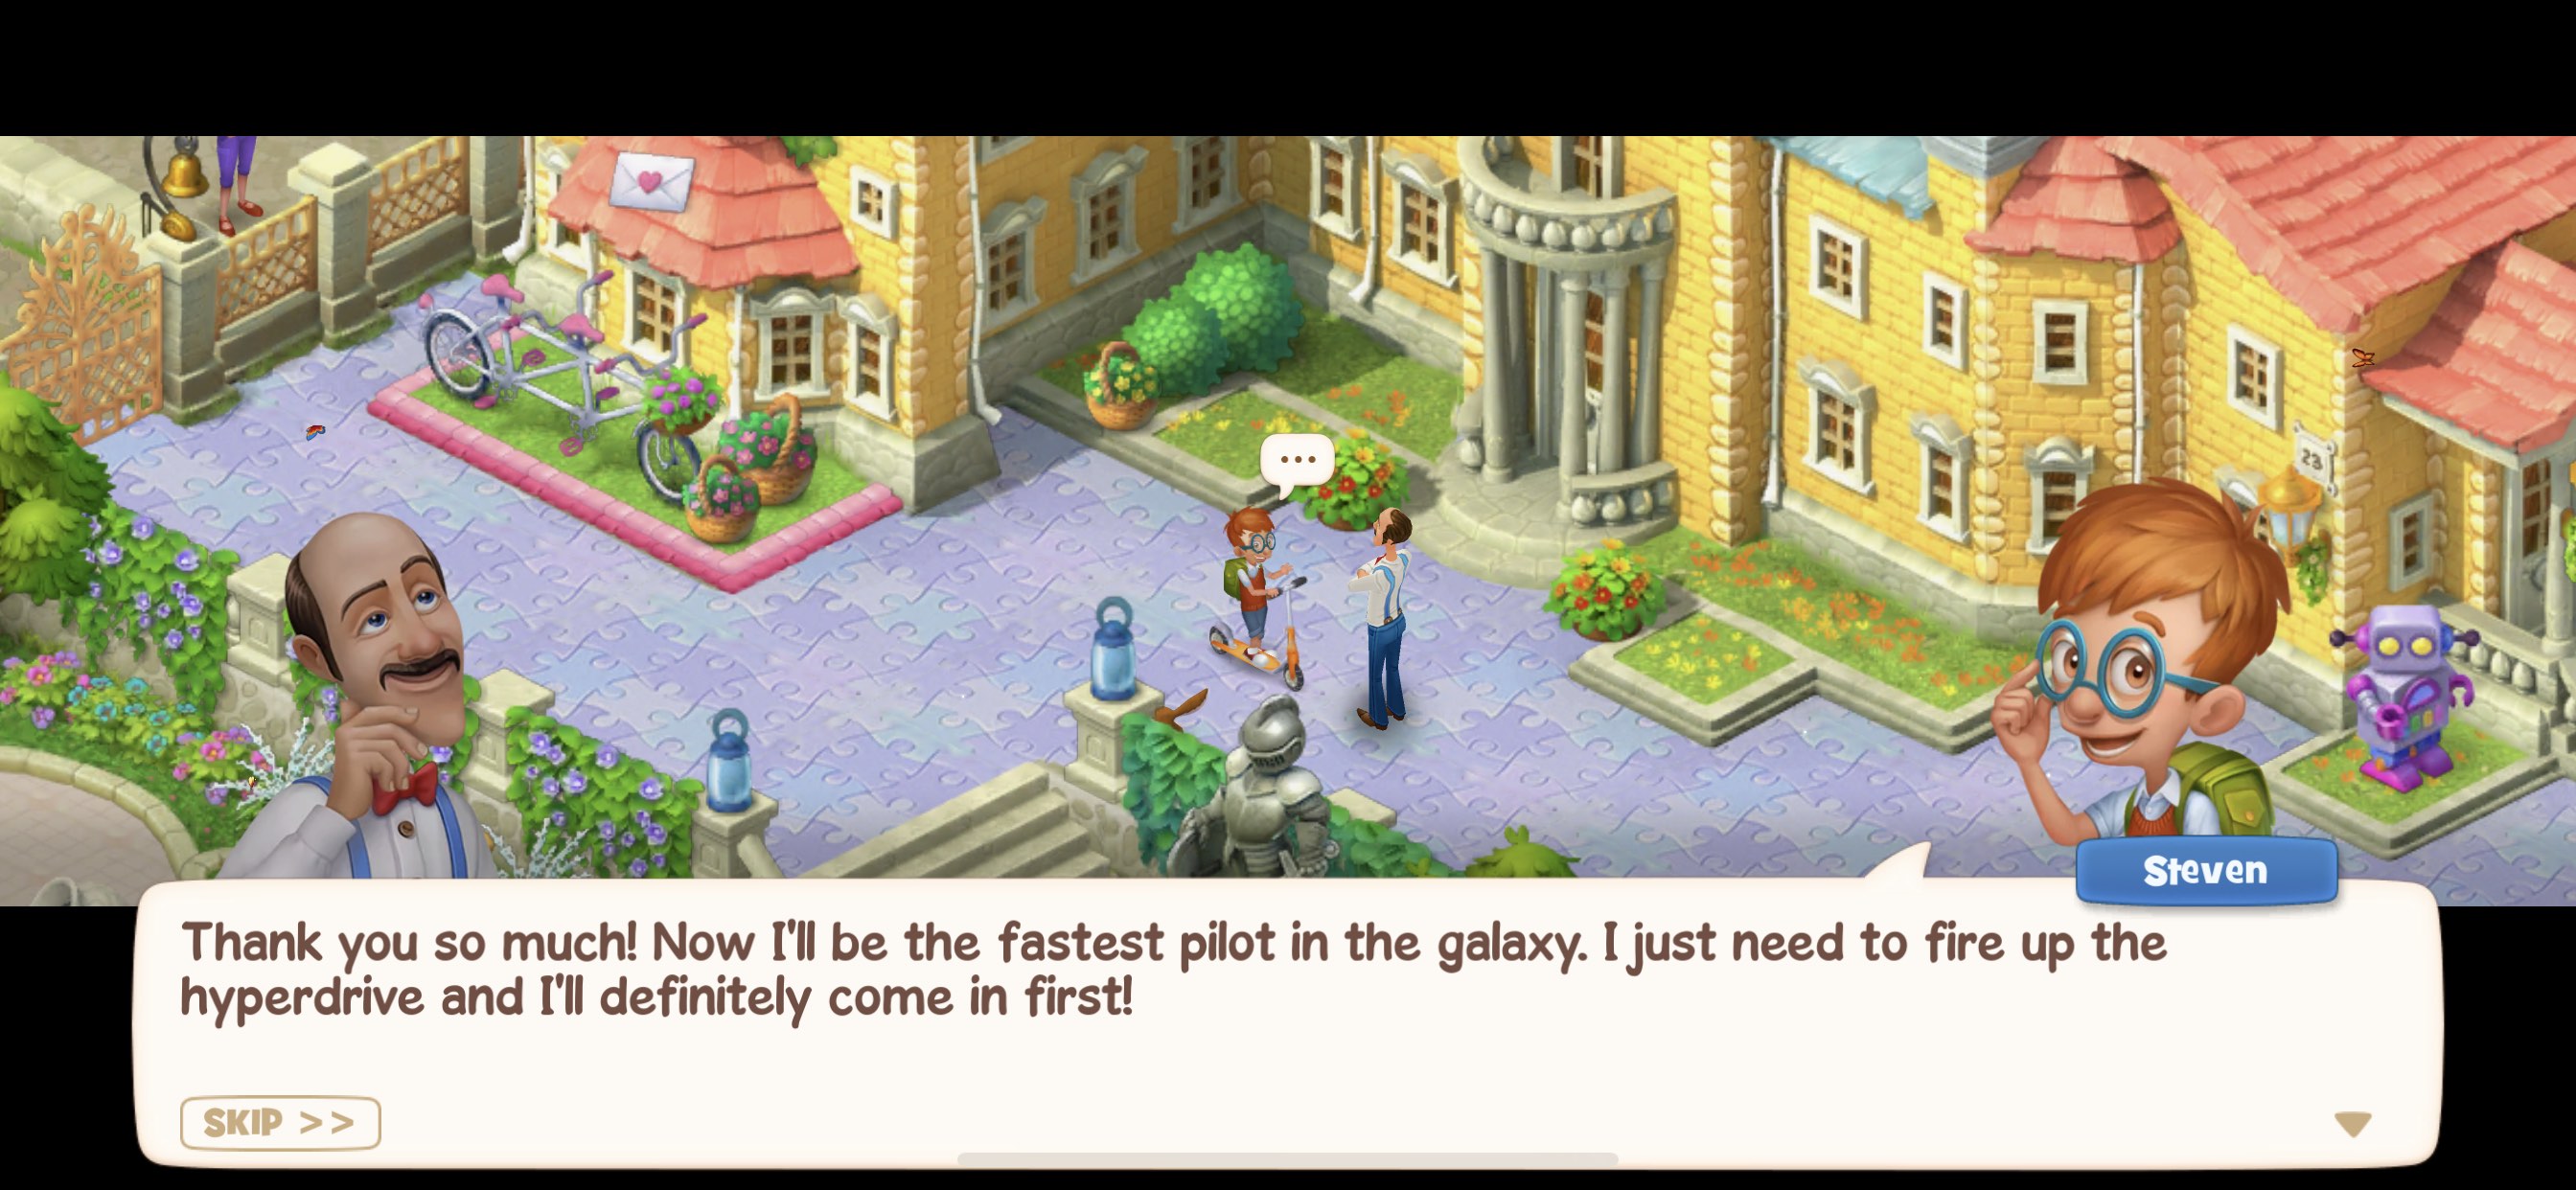 23
Steven
Thank you so much! Now I'll be the fastest pilot in the galaxy. I just need to fire up the
hyperdrive and I'll definitely come in first!
SKIP >>